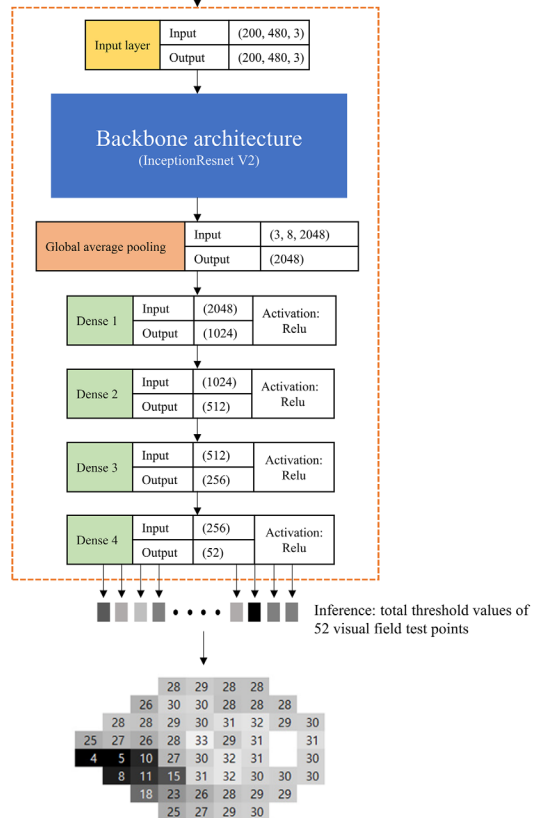 Input layer
Input (200, 480, 3)
Output (200, 480, 3)
Backbone architecture
(InceptionResnet V2)
Global average pooling
Input (3, 8, 2048)
Output (2048)
Dense 1
Input (2048)
Output (1024)
Activation:
Relu
Dense 2
Input (1024)
Output (512)
Activation:
Relu
Dense 3
Input (512)
Output (256)
Activation:
Relu
Dense 4
Input (256)
Output (52)
Activation:
Relu
Inference: total threshold values of
52 visual field test points
28 29 28 28
26 30 30 28 28 28
28 28 29 30 31 32 29 30
25 27 26 28 33 29 31 31
4 5 10 27 30 32 31 30
8 11 15 31 32 30 30 30
18 23 26 28 29 29
25 27 29 30